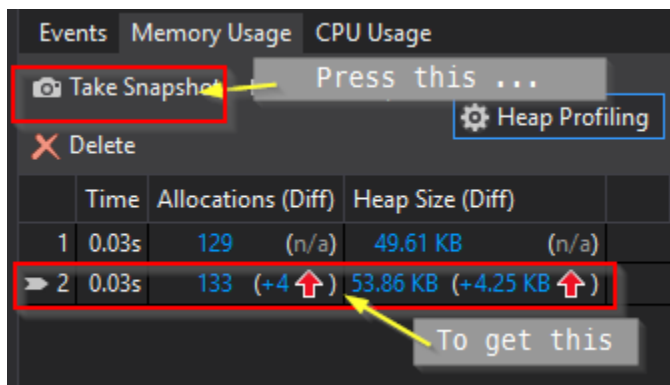 Events Memory Usage CPU Usage
Take Snapshot Press this ...
Heap Profiling
Delete
Time Allocations (Diff) Heap Size (Diff)
1 0.03s 129 (n/a) 49.61 KB (n/a)
2 0.03s 133 (+4 ) 53.86 KB (+4.25 KB )
To get this